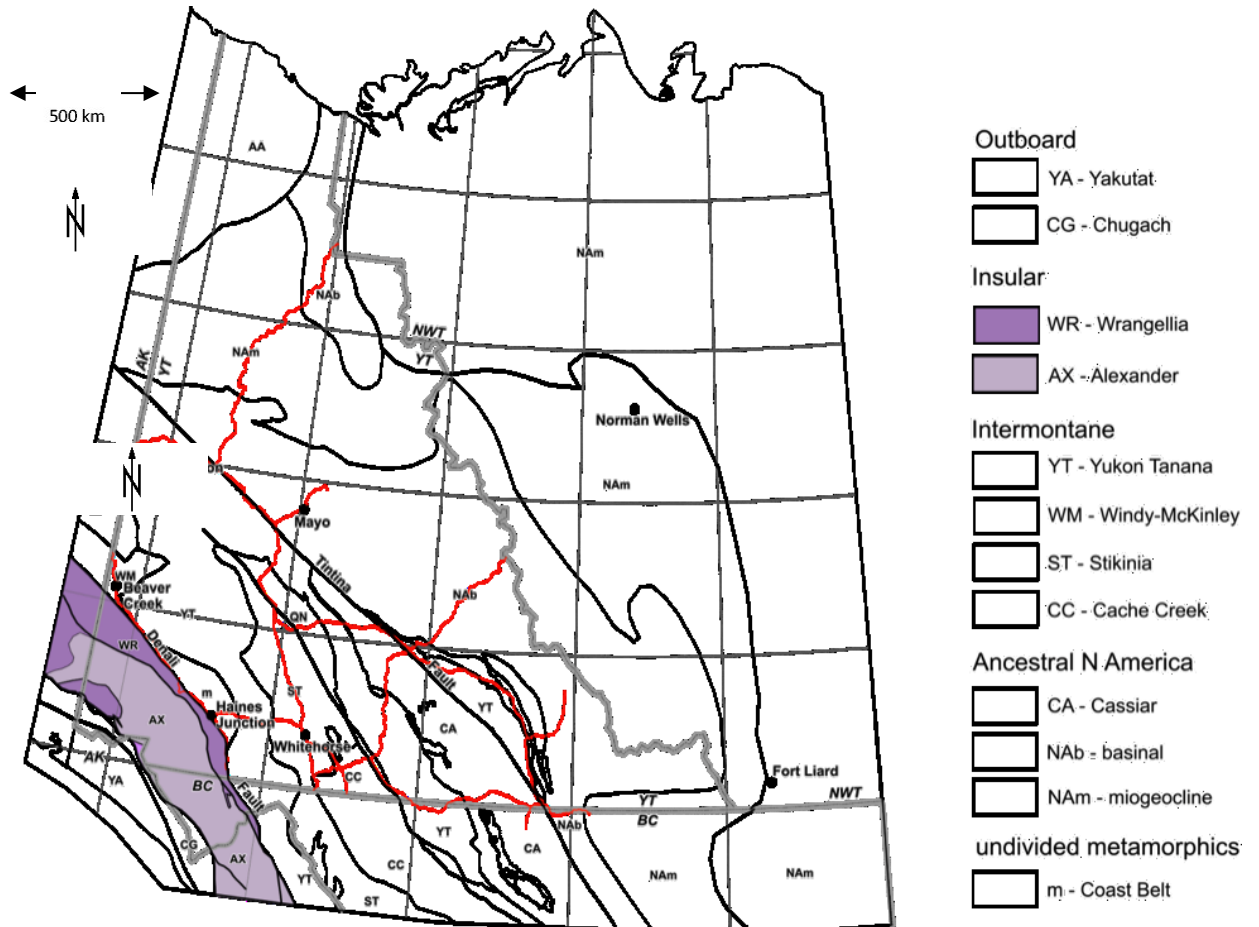 500 km
N
AA
NAm
NAb
NWT
YT
NAm
AK
YT
Norman Wells
NAm
on
N
Mayo
Tintina
WM
Beaver
Creek
YT
NAb
QN
WR
Denali
Fault
ST
m
Haines
Junction
YT
AX
CA
Whitehorse
CC
Fort Liard
AK
YA
BC
Fault
YT
NWT
BC
CG
YT
NAb
CA
AX
CC
YT
NAm
NAm
ST
Outboard
YA - Yakutat
CG - Chugach
Insular
WR - Wrangellia
AX - Alexander
Intermontane
YT - Yukon Tanana
WM - Windy-McKinley
ST - Stikinia
CC - Cache Creek
Ancestral N America
CA - Cassiar
NAb - basinal
NAm - miogeocline
undivided metamorphics
m - Coast Belt